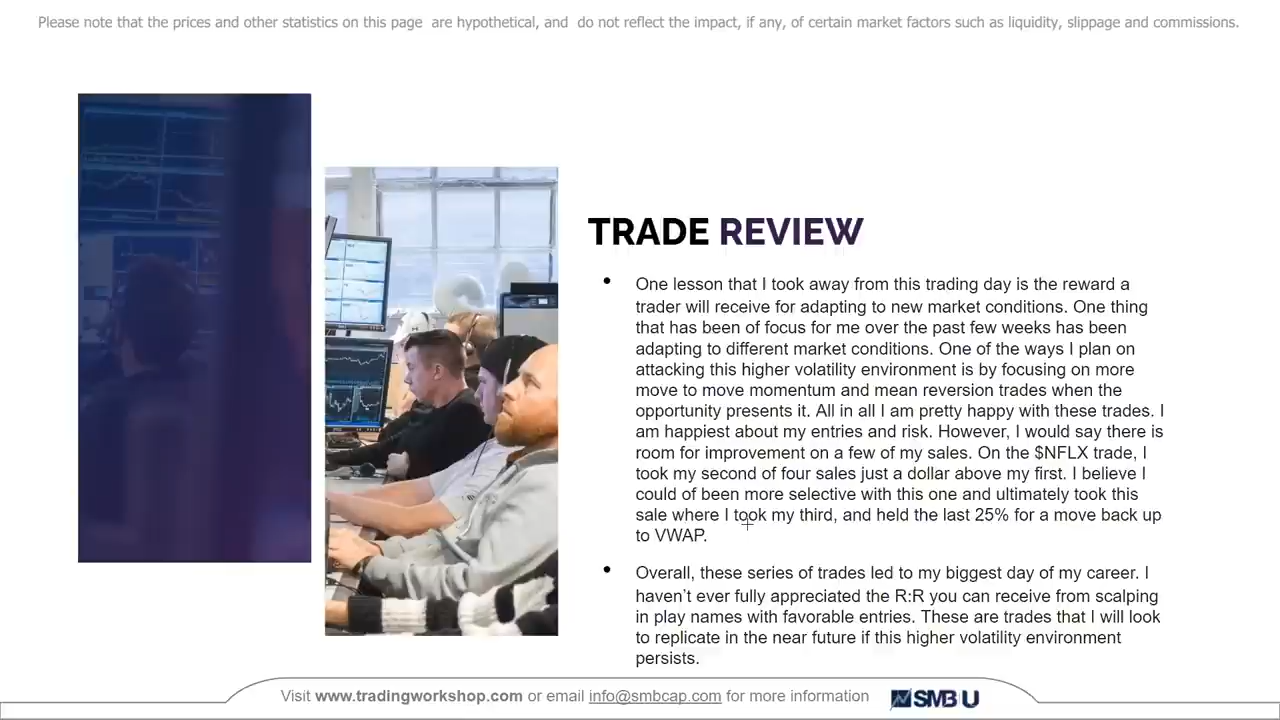 Please note that the prices and other statistics on this page are hypothetical, and do not reflect the impact, if any, of certain market factors such as liquidity, slippage and commissions.
TRADE REVIEW
• One lesson that I took away from this trading day is the reward a
trader will receive for adapting to new market conditions. One thing
that has been of focus for me over the past few weeks has been
adapting to different market conditions. One of the ways I plan on
attacking this higher volatility environment is by focusing on more
move to move momentum and mean reversion trades when the
opportunity presents it. All in all I am pretty happy with these trades. I
am happiest about my entries and risk. However, I would say there is
room for improvement on a few of my sales. On the $NFLX trade, I
took my second of four sales just a dollar above my first. I believe I
could of been more selective with this one and ultimately took this
sale where I took my third, and held the last 25% for a move back up
to VWAP.
• Overall, these series of trades led to my biggest day of my career. I
haven't ever fully appreciated the R:R you can receive from scalping
in play names with favorable entries. These are trades that I will look
to replicate in the near future if this higher volatility environment
persists.
Visit www.tradingworkshop.com or email info@smbcap.com for more information
SMB U